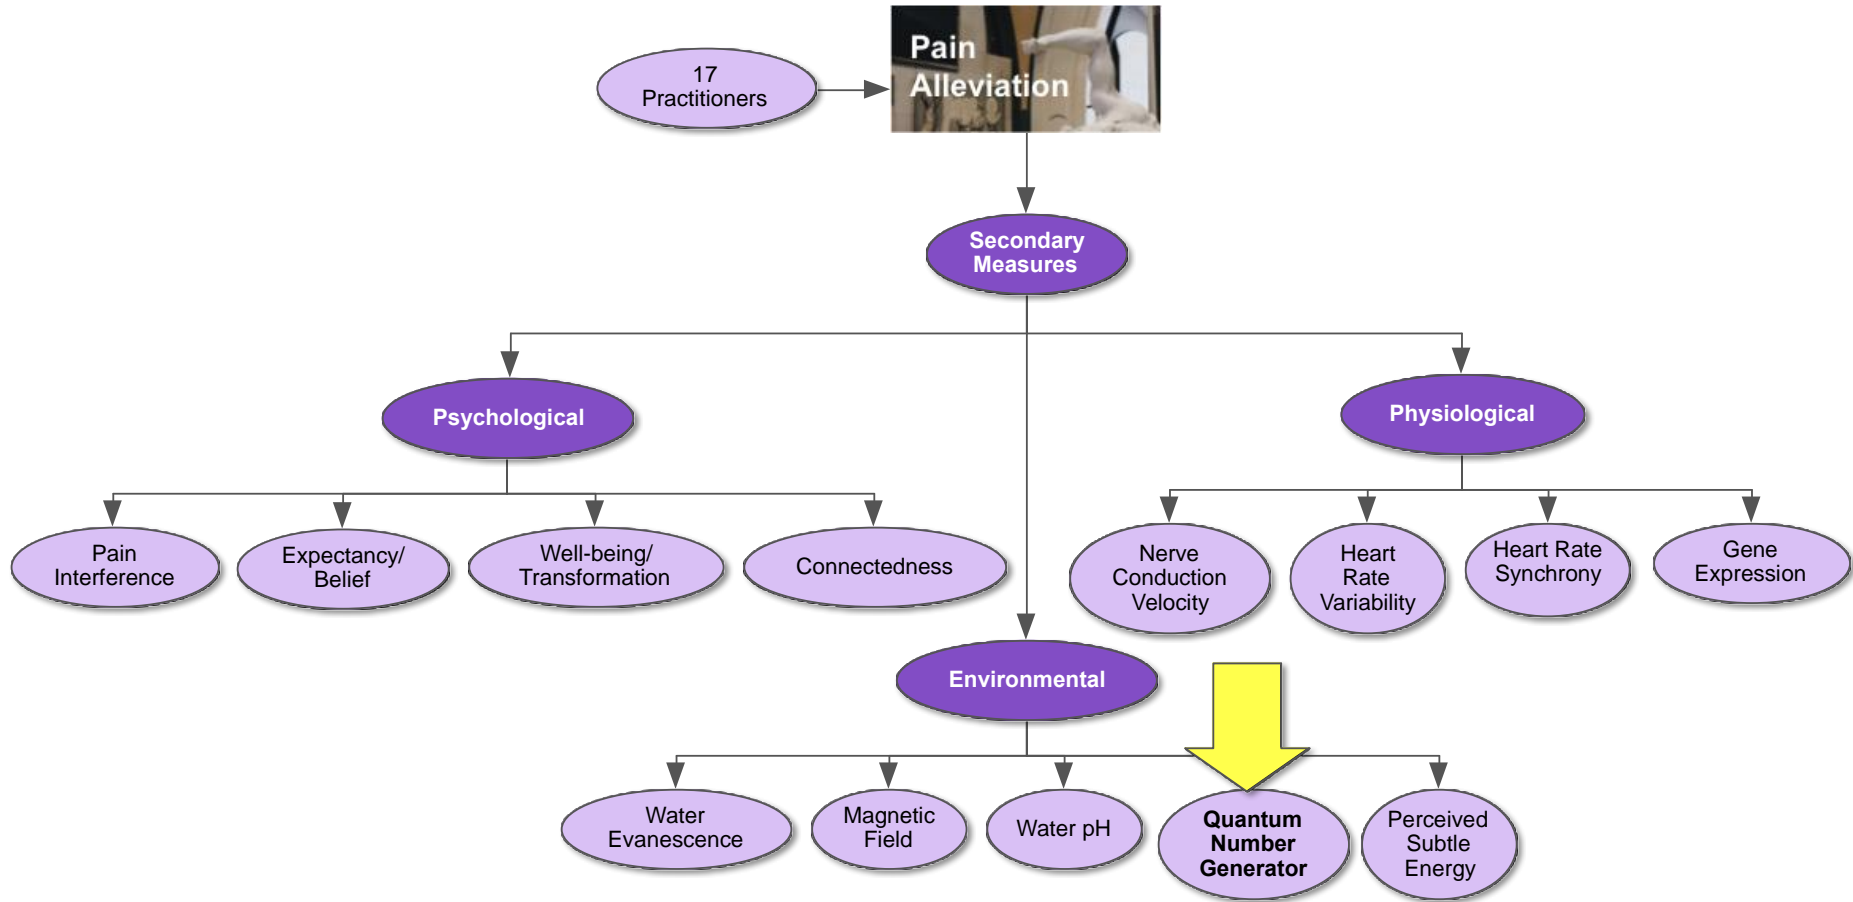 17
Practitioners
Pain
Alleviation
Secondary
Measures
Psychological
Physiological
Pain
Interference
Expectancy/
Belief
Well-being/
Transformation
Connectedness
Nerve
Conduction
Velocity
Heart
Rate
Variability
Heart Rate
Synchrony
Gene
Expression
Environmental
Water
Evanescence
Magnetic
Field
Water pH
Quantum
Number
Generator
Perceived
Subtle
Energy